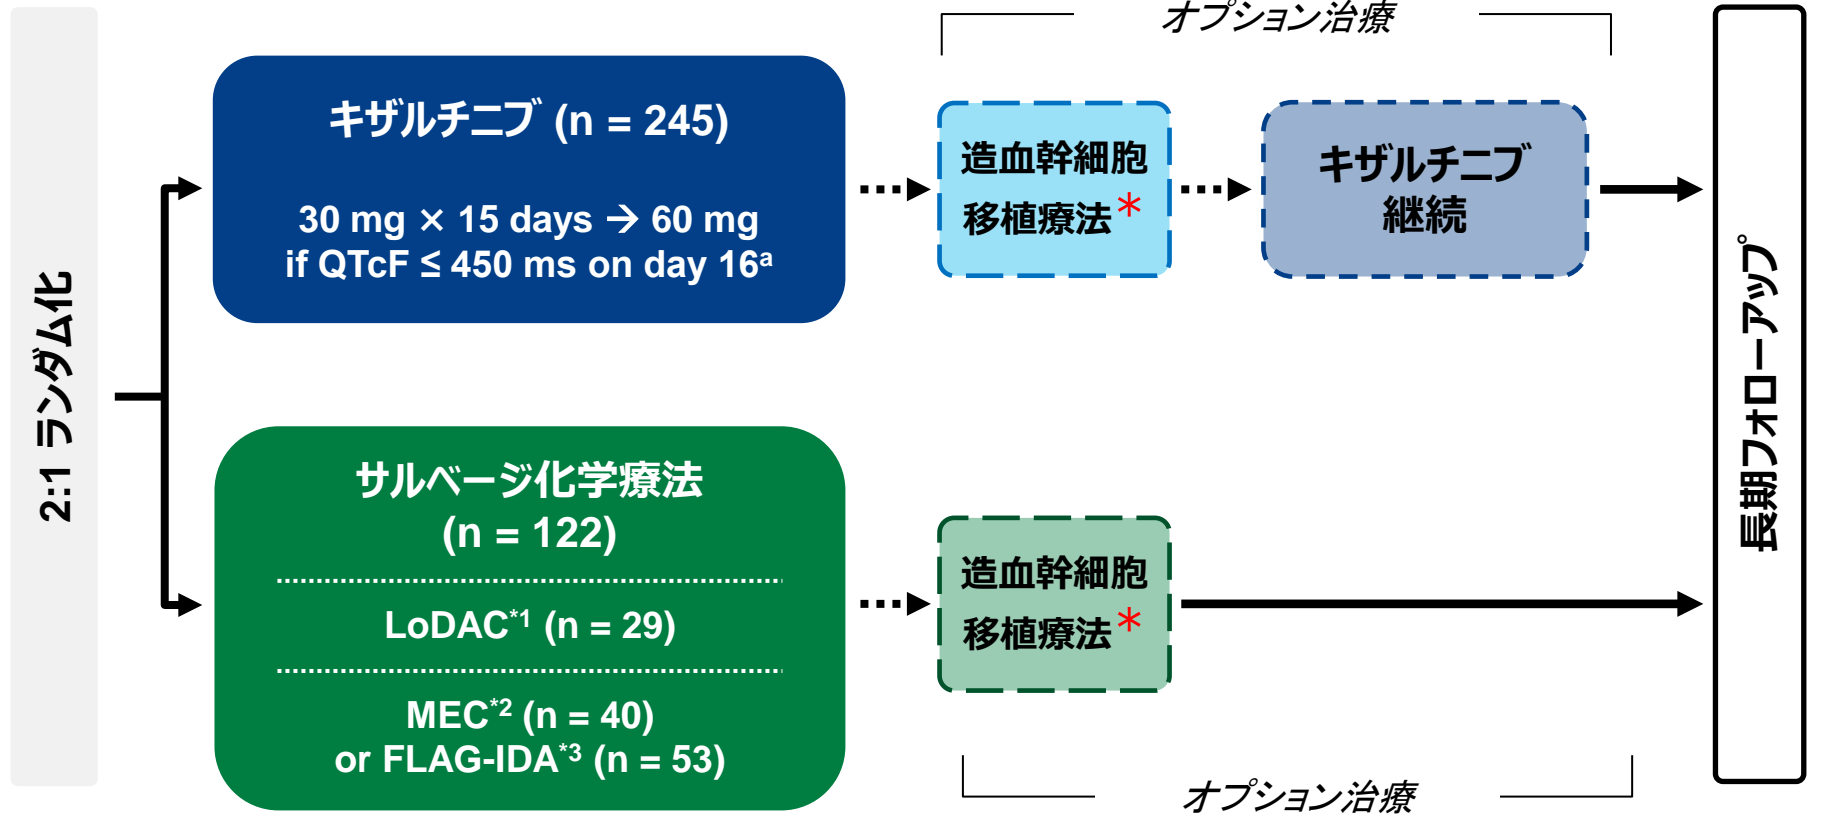 2:1 ランダム化
キザルチニブ (n = 245)
30 mg × 15 days → 60 mg
if QTcF ≤ 450 ms on day 16a
サルベージ化学療法
(n = 122)
LoDAC*1 (n = 29)
MEC*2 (n = 40)
or FLAG-IDA*3 (n = 53)
オプション治療
造血幹細胞
移植療法*
キザルチニブ
継続
造血幹細胞
移植療法*
オプション治療
長期フォローアップ